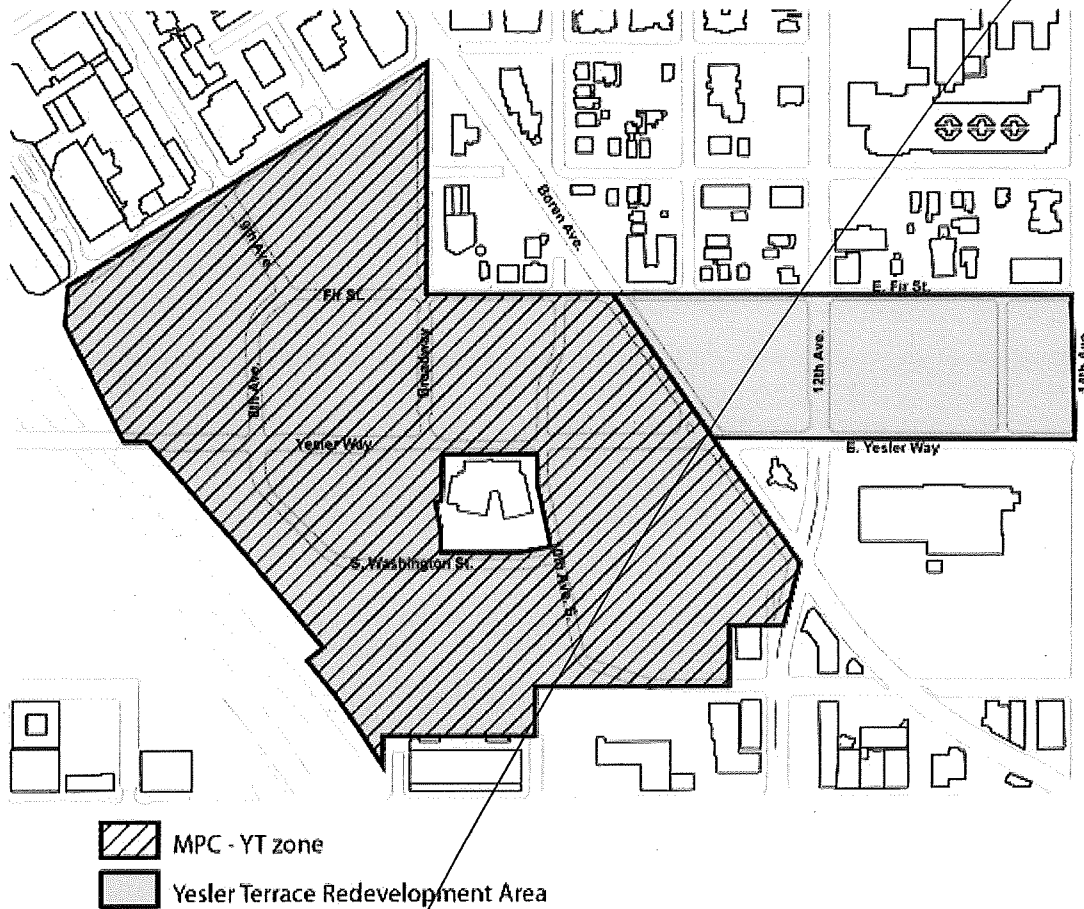 Boren Ave.
9th Ave.
Fir St.
E. Fir St.
8th Ave.
Broadway
12th Ave.
14th Ave.
Yesler Way
E. Yesler Way
S. Washington St.
10th Ave. S.
MPC - YT zone
Yesler Terrace Redevelopment Area